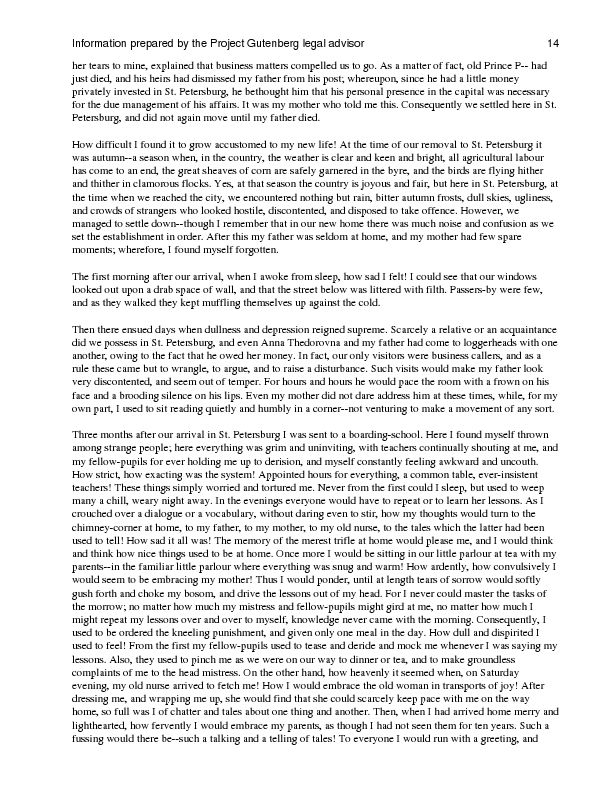 Information prepared by the Project Gutenberg legal advisor 14
her tears to mine, explained that business matters compelled us to go. As a matter of fact, old Prince P-- had
just died, and his heirs had dismissed my father from his post; whereupon, since he had a little money
privately invested in St. Petersburg, he bethought him that his personal presence in the capital was necessary
for the due management of his affairs. It was my mother who told me this. Consequently we settled here in St.
Petersburg, and did not again move until my father died.
How difficult I found it to grow accustomed to my new life! At the time of our removal to St. Petersburg it
was autumn--a season when, in the country, the weather is clear and keen and bright, all agricultural labour
has come to an end, the great sheaves of corn are safely garnered in the byre, and the birds are flying hither
and thither in clamorous flocks. Yes, at that season the country is joyous and fair, but here in St. Petersburg, at
the time when we reached the city, we encountered nothing but rain, bitter autumn frosts, dull skies, ugliness,
and crowds of strangers who looked hostile, discontented, and disposed to take offence. However, we
managed to settle down--though I remember that in our new home there was much noise and confusion as we
set the establishment in order. After this my father was seldom at home, and my mother had few spare
moments; wherefore, I found myself forgotten.
The first morning after our arrival, when I awoke from sleep, how sad I felt! I could see that our windows
looked out upon a drab space of wall, and that the street below was littered with filth. Passers-by were few,
and as they walked they kept muffling themselves up against the cold.
Then there ensued days when dullness and depression reigned supreme. Scarcely a relative or an acquaintance
did we possess in St. Petersburg, and even Anna Thedorovna and my father had come to loggerheads with one
another, owing to the fact that he owed her money. In fact, our only visitors were business callers, and as a
rule these came but to wrangle, to argue, and to raise a disturbance. Such visits would make my father look
very discontented, and seem out of temper. For hours and hours he would pace the room with a frown on his
face and a brooding silence on his lips. Even my mother did not dare address him at these times, while, for my
own part, I used to sit reading quietly and humbly in a corner--not venturing to make a movement of any sort.
Three months after our arrival in St. Petersburg I was sent to a boarding-school. Here I found myself thrown
among strange people; here everything was grim and uninviting, with teachers continually shouting at me, and
my fellow-pupils for ever holding me up to derision, and myself constantly feeling awkward and uncouth.
How strict, how exacting was the system! Appointed hours for everything, a common table, ever-insistent
teachers! These things simply worried and tortured me. Never from the first could I sleep, but used to weep
many a chill, weary night away. In the evenings everyone would have to repeat or to learn her lessons. As I
crouched over a dialogue or a vocabulary, without daring even to stir, how my thoughts would turn to the
chimney-corner at home, to my father, to my mother, to my old nurse, to the tales which the latter had been
used to tell! How sad it all was! The memory of the merest trifle at home would please me, and I would think
and think how nice things used to be at home. Once more I would be sitting in our little parlour at tea with my
parents--in the familiar little parlour where everything was snug and warm! How ardently, how convulsively I
would seem to be embracing my mother! Thus I would ponder, until at length tears of sorrow would softly
gush forth and choke my bosom, and drive the lessons out of my head. For I never could master the tasks of
the morrow; no matter how much my mistress and fellow-pupils might gird at me, no matter how much I
might repeat my lessons over and over to myself, knowledge never came with the morning. Consequently, I
used to be ordered the kneeling punishment, and given only one meal in the day. How dull and dispirited I
used to feel! From the first my fellow-pupils used to tease and deride and mock me whenever I was saying my
lessons. Also, they used to pinch me as we were on our way to dinner or tea, and to make groundless
complaints of me to the head mistress. On the other hand, how heavenly it seemed when, on Saturday
evening, my old nurse arrived to fetch me! How I would embrace the old woman in transports of joy! After
dressing me, and wrapping me up, she would find that she could scarcely keep pace with me on the way
home, so full was I of chatter and tales about one thing and another. Then, when I had arrived home merry and
lighthearted, how fervently I would embrace my parents, as though I had not seen them for ten years. Such a
fussing would there be--such a talking and a telling of tales! To everyone I would run with a greeting, and